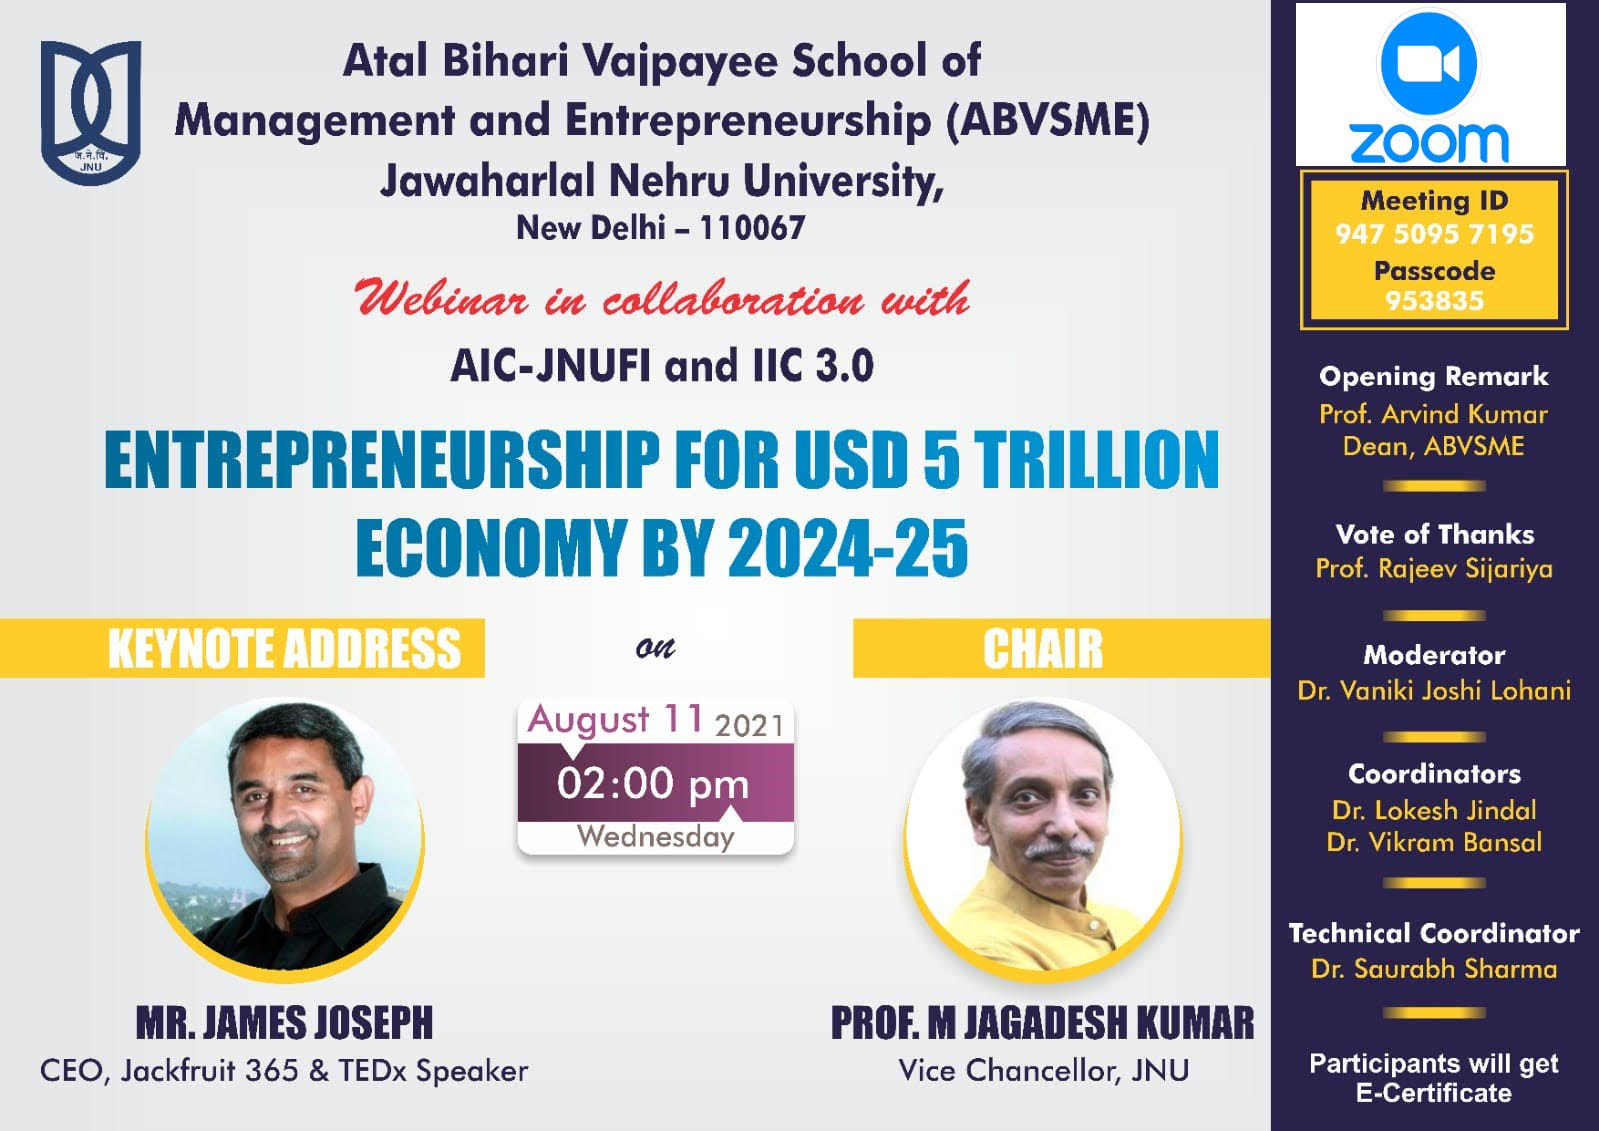 Atal Bihari Vajpayee School of
Management and Entrepreneurship (ABVSME)
Jawaharlal Nehru University,
New Delhi – 110067
ज.ने.वि.
JNU
Webinar in collaboration with
AIC-JNUFI and IIC 3.0
ENTREPRENEURSHIP FOR USD 5 TRILLION
ECONOMY BY 2024-25
KEYNOTE ADDRESS
MR. JAMES JOSEPH
CEO, Jackfruit 365 & TEDx Speaker
on
August 11 2021
02:00 pm
Wednesday
CHAIR
PROF. M JAGADESH KUMAR
Vice Chancellor, JNU
zoom
Meeting ID
947 5095 7195
Passcode
953835
Opening Remark
Prof. Arvind Kumar
Dean, ABVSME
Vote of Thanks
Prof. Rajeev Sijariya
Moderator
Dr. Vaniki Joshi Lohani
Coordinators
Dr. Lokesh Jindal
Dr. Vikram Bansal
Technical Coordinator
Dr. Saurabh Sharma
Participants will get
E-Certificate